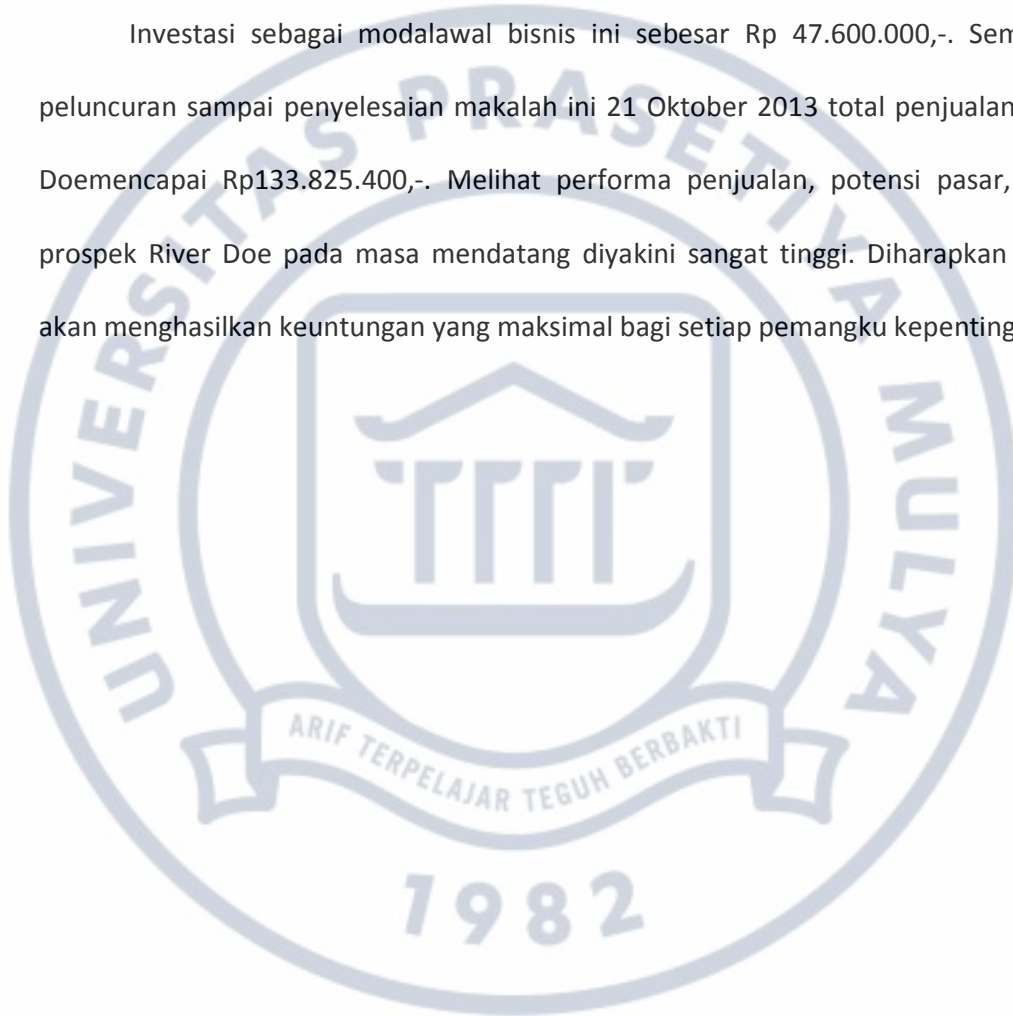 Investasi sebagai modalawal bisnis ini sebesar Rp 47.600.000,-. Sem
peluncuran sampai penyelesaian makalah ini 21 Oktober 2013 total penjualan
Doemencapai Rp133.825.400,-. Melihat performa penjualan, potensi pasar,
prospek River Doe pada masa mendatang diyakini sangat tinggi. Diharapkan
akan menghasilkan keuntungan yang maksimal bagi setiap pemangku kepenting
UNIVERSITAS PRASETIYA MULYA
ARIF TERPELAJAR TEGUH BERBAKTI
1982